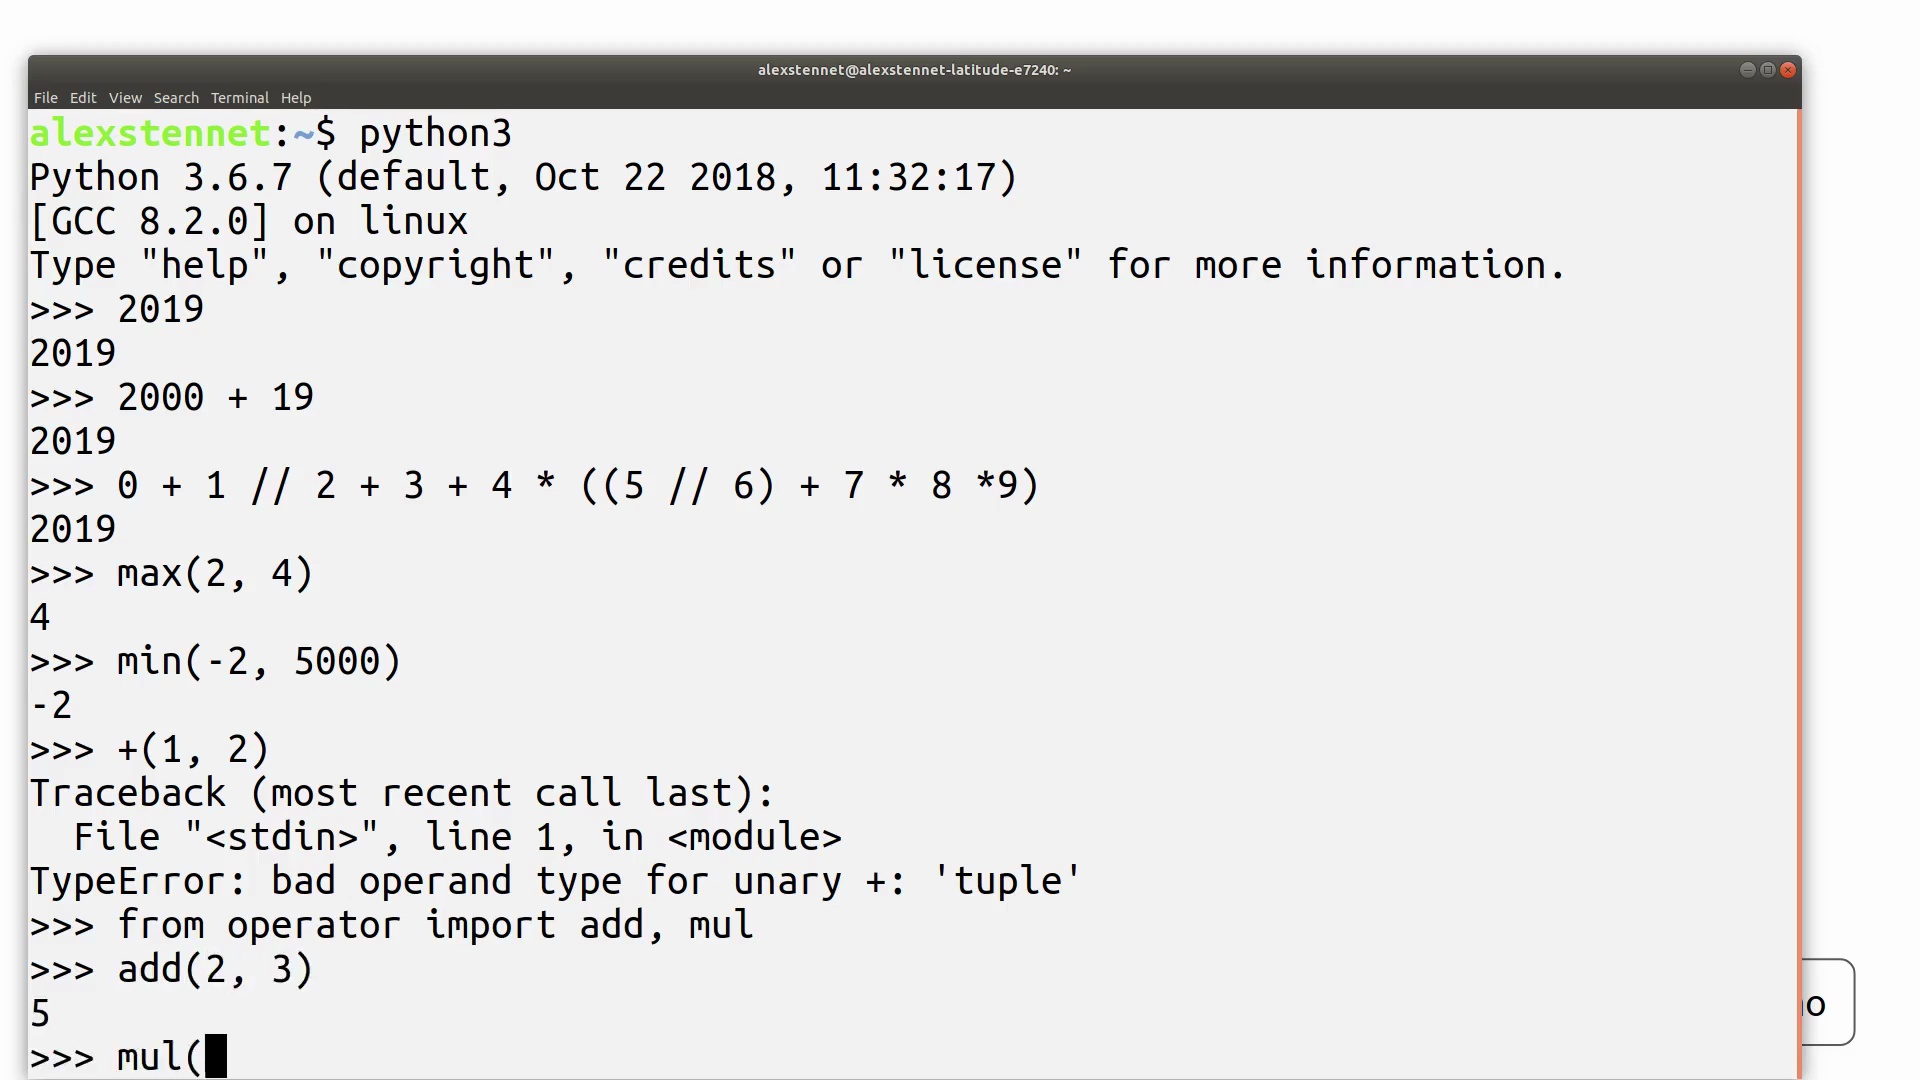 alexstennet@alexstennet-latitude-e7240: ~
File Edit View Search Terminal Help
alexstennet:~$ python3
Python 3.6.7 (default, Oct 22 2018, 11:32:17)
[GCC 8.2.0] on linux
Type "help", "copyright", "credits" or "license" for more information.
>>> 2019
2019
>>> 2000 + 19
2019
>>> 0 + 1 // 2 + 3 + 4 * ((5 // 6) + 7 * 8 *9)
2019
>>> max(2, 4)
4
>>> min(-2, 5000)
-2
>>> +(1, 2)
Traceback (most recent call last):
  File "<stdin>", line 1, in <module>
TypeError: bad operand type for unary +: 'tuple'
>>> from operator import add, mul
>>> add(2, 3)
5
>>> mul(